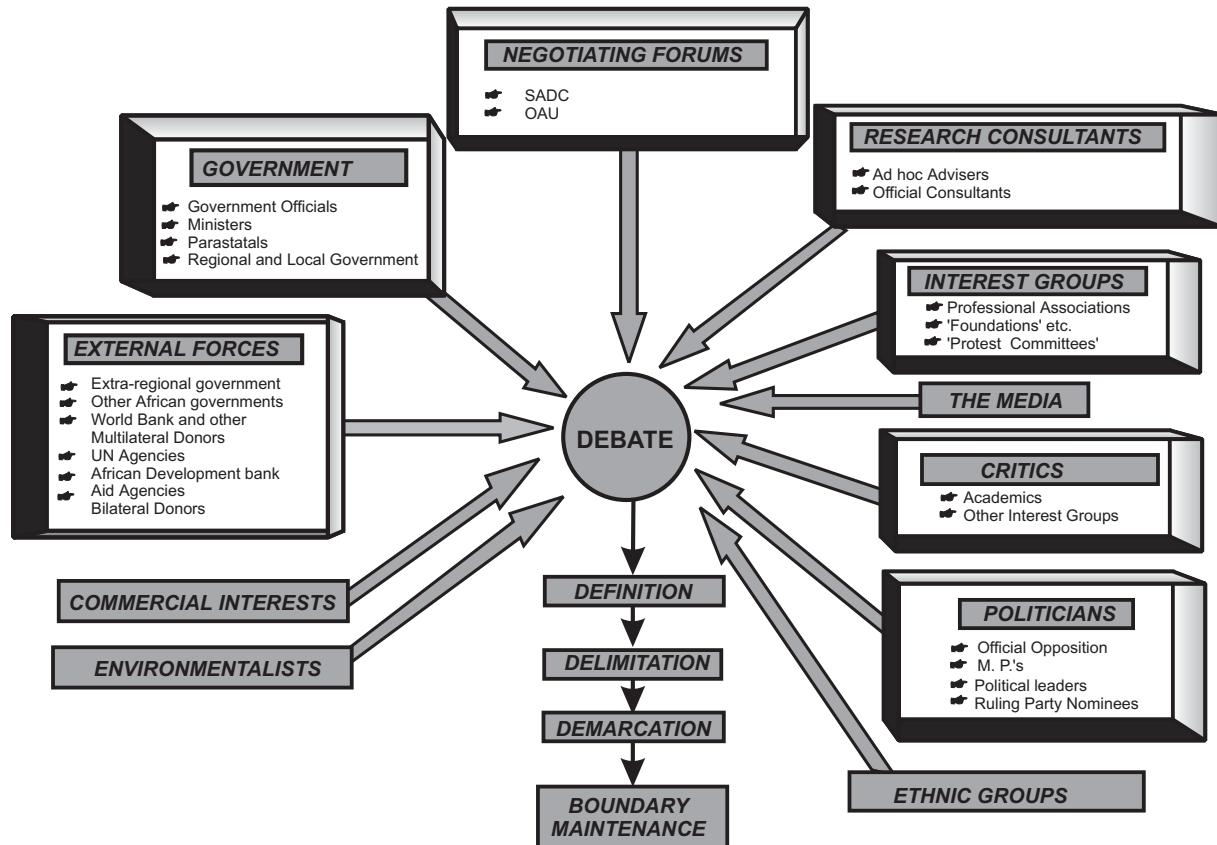 NEGOTIATING FORUMS
SADC
OAU
GOVERNMENT
Government Officials
Ministers
Parastatals
Regional and Local Government
RESEARCH CONSULTANTS
Ad hoc Advisers
Official Consultants
INTEREST GROUPS
Professional Associations
'Foundations' etc.
'Protest Committees'
EXTERNAL FORCES
Extra-regional government
Other African governments
World Bank and other
Multilateral Donors
UN Agencies
African Development bank
Aid Agencies
Bilateral Donors
THE MEDIA
DEBATE
CRITICS
Academics
Other Interest Groups
COMMERCIAL INTERESTS
ENVIRONMENTALISTS
POLITICIANS
Official Opposition
M. P.'s
Political leaders
Ruling Party Nominees
ETHNIC GROUPS
DEFINITION
DELIMITATION
DEMARCATION
BOUNDARY
MAINTENANCE